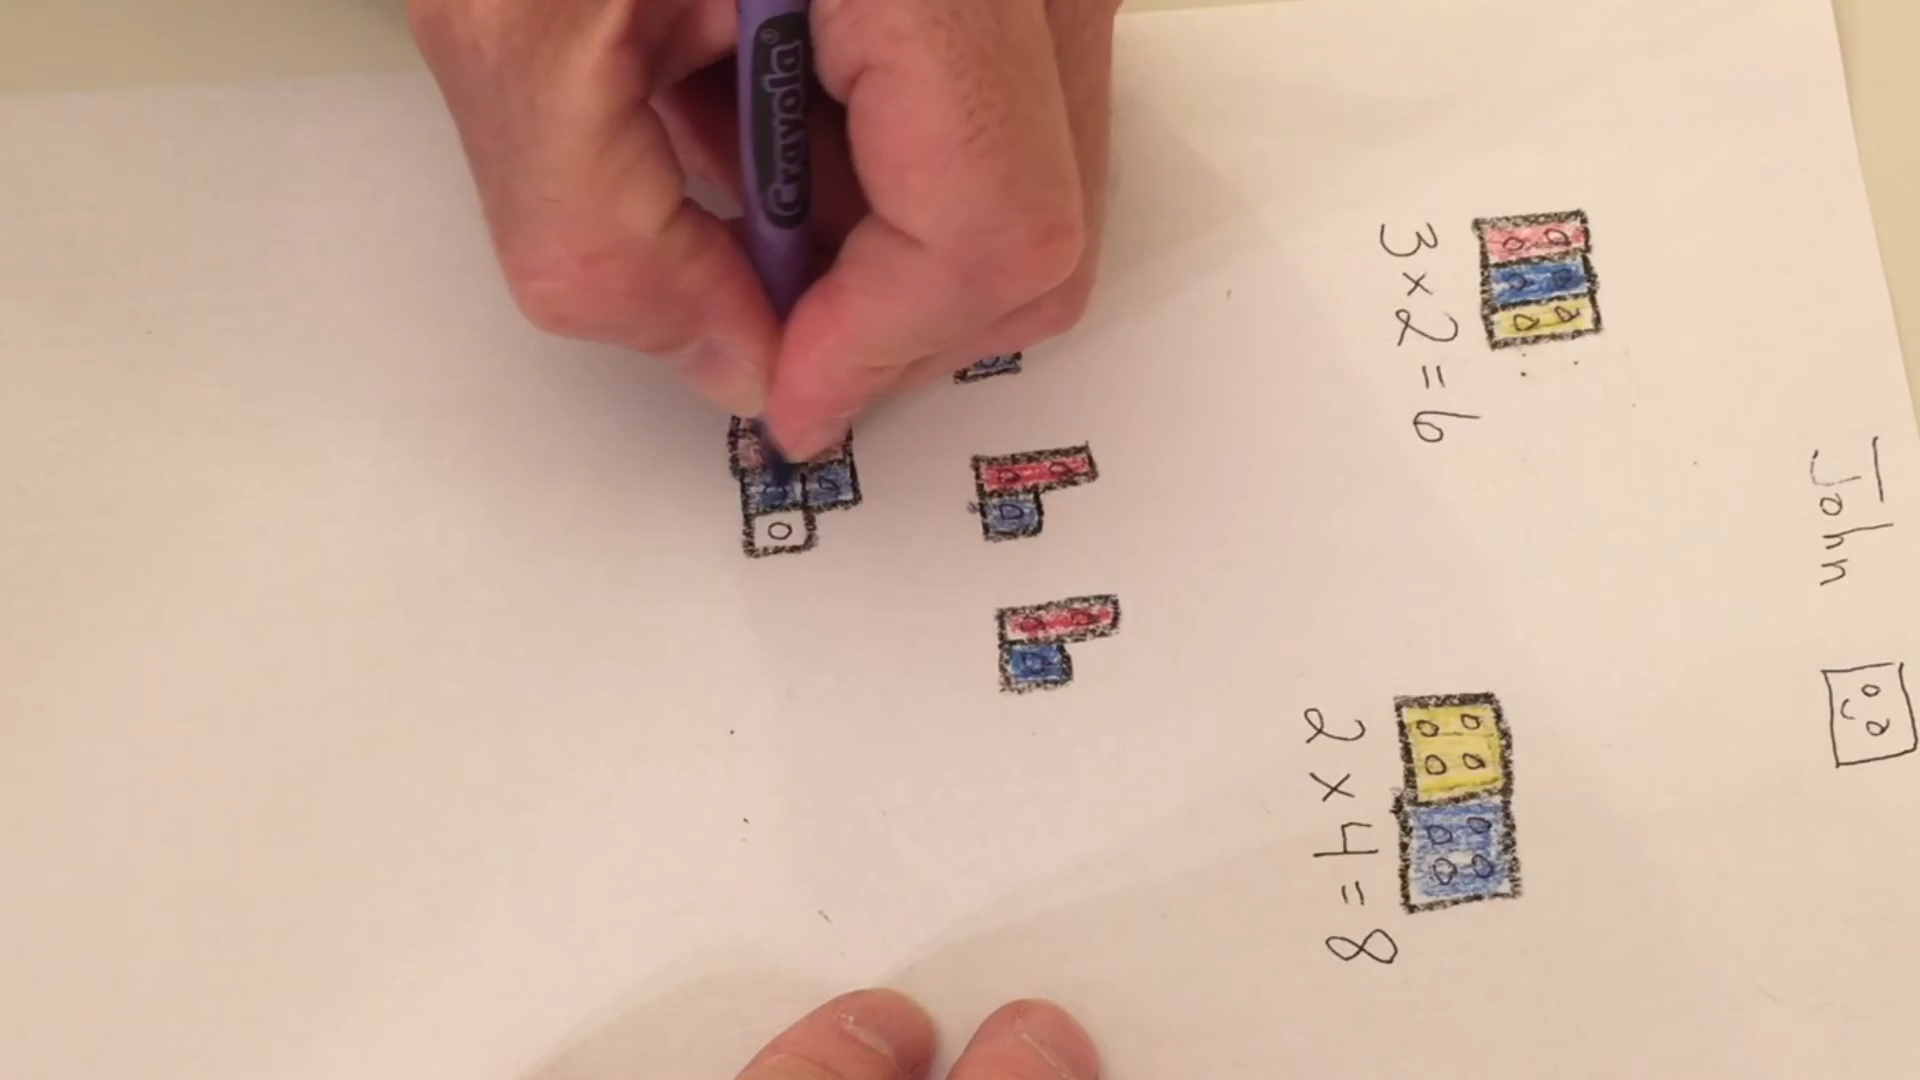 John
3 × 2 = 6
2 × 4 = 8
Crayola®